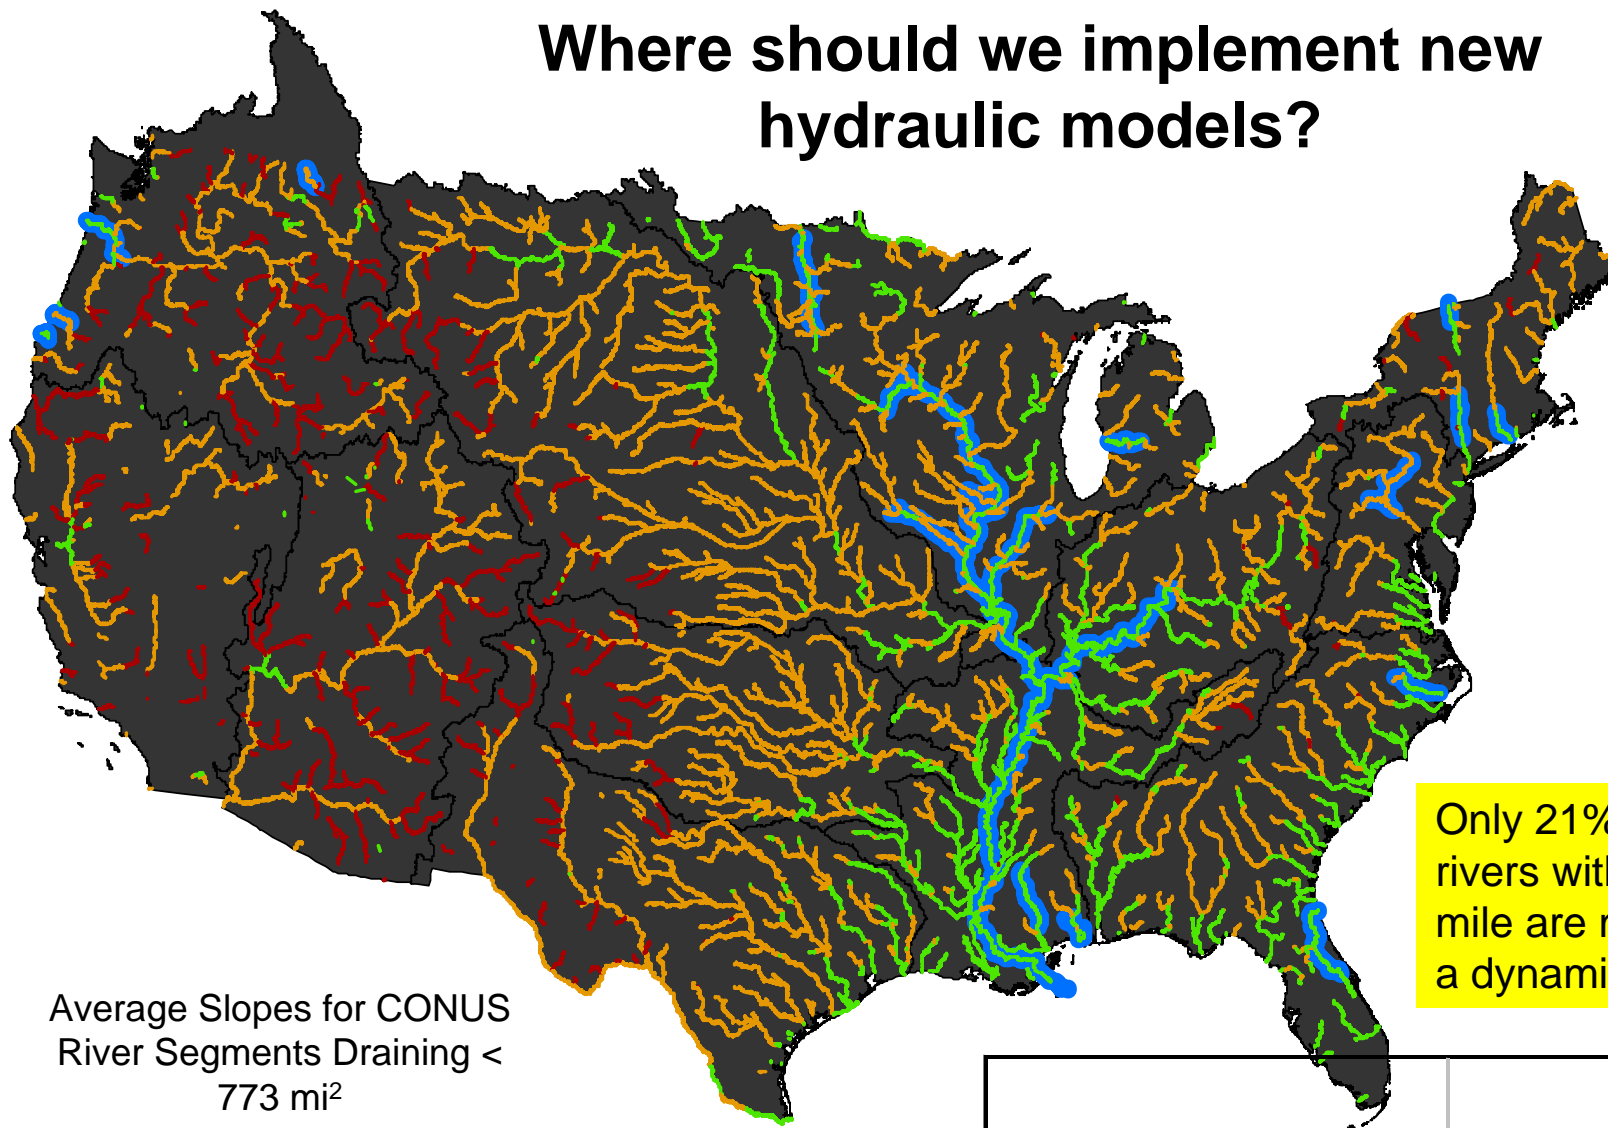 Where should we implement new
hydraulic models?
Only 21%
rivers with
mile are
a dynami
Average Slopes for CONUS
River Segments Draining <
773 mi²